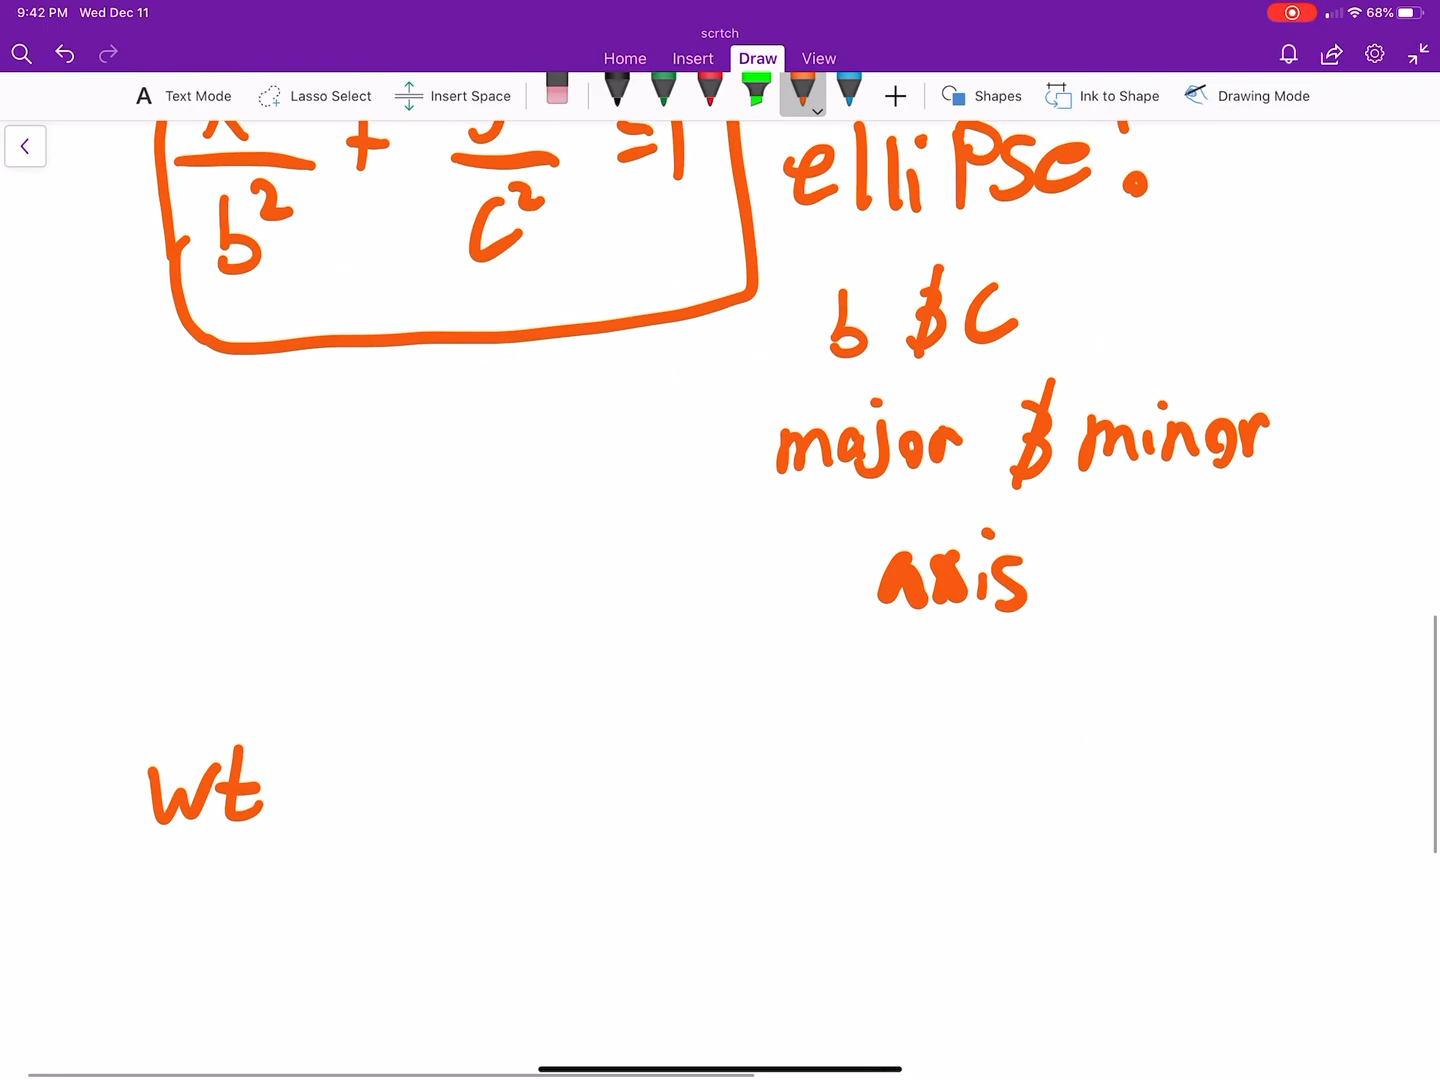 9:42 PM Wed Dec 11
68%
scrtch
Home Insert Draw View
A Text Mode Lasso Select Insert Space Shapes Ink to Shape Drawing Mode
x/b² + y/c² =1
ellipse!
b & C
major & minor
axis
wt